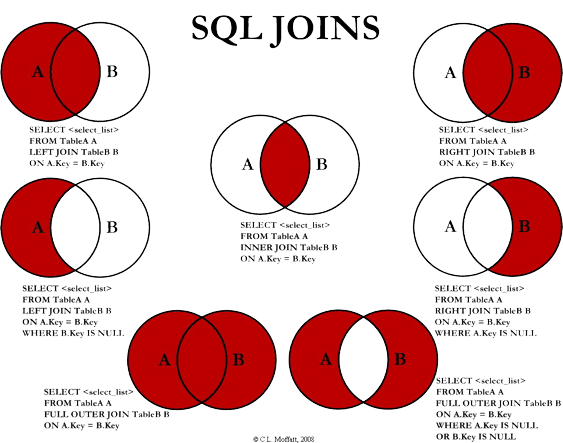 SQL JOINS
A B
SELECT <select_list>
FROM TableA A
LEFT JOIN TableB B
ON A.Key = B.Key
A B
SELECT <select_list>
FROM TableA A
RIGHT JOIN TableB B
ON A.Key = B.Key
A B
SELECT <select_list>
FROM TableA A
INNER JOIN TableB B
ON A.Key = B.Key
A B
SELECT <select_list>
FROM TableA A
LEFT JOIN TableB B
ON A.Key = B.Key
WHERE B.Key IS NULL
A B
SELECT <select_list>
FROM TableA A
RIGHT JOIN TableB B
ON A.Key = B.Key
WHERE A.Key IS NULL
A B
SELECT <select_list>
FROM TableA A
FULL OUTER JOIN TableB B
ON A.Key = B.Key
A B
SELECT <select_list>
FROM TableA A
FULL OUTER JOIN TableB B
ON A.Key = B.Key
WHERE A.Key IS NULL
OR B.Key IS NULL
© C.L. Moffatt, 2008